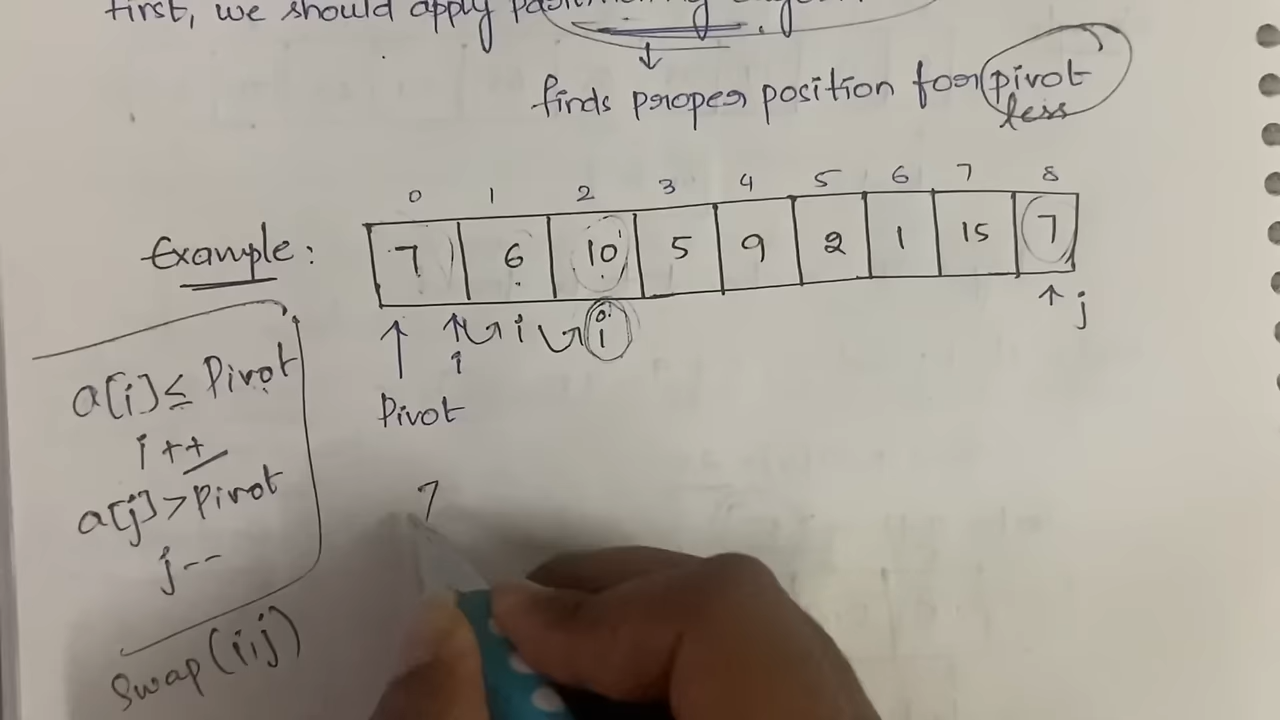 first, we should apply
↓
finds proper position for pivot
less
0 1 2 3 4 5 6 7 8
Example: 7 6 10 5 9 2 1 15 7
↑ ↑ i i ↑ j
i
Pivot
a[i] ≤ Pivot
i++
a[j] > Pivot
j--
Swap(i,j)
7